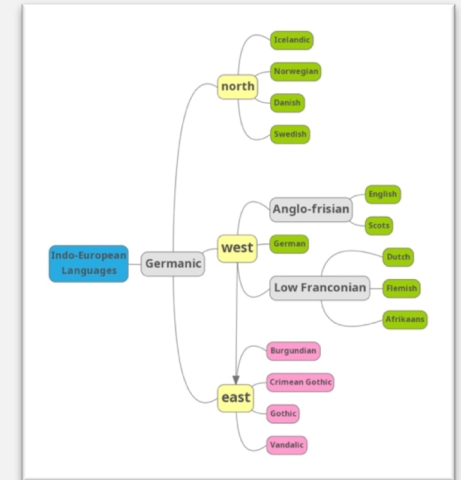 Icelandic
Norwegian
north
Danish
Swedish
English
Anglo-frisian
Scots
Indo-European
Languages
Germanic
west
German
Dutch
Low Franconian
Flemish
Afrikaans
Burgundian
Crimean Gothic
east
Gothic
Vandalic